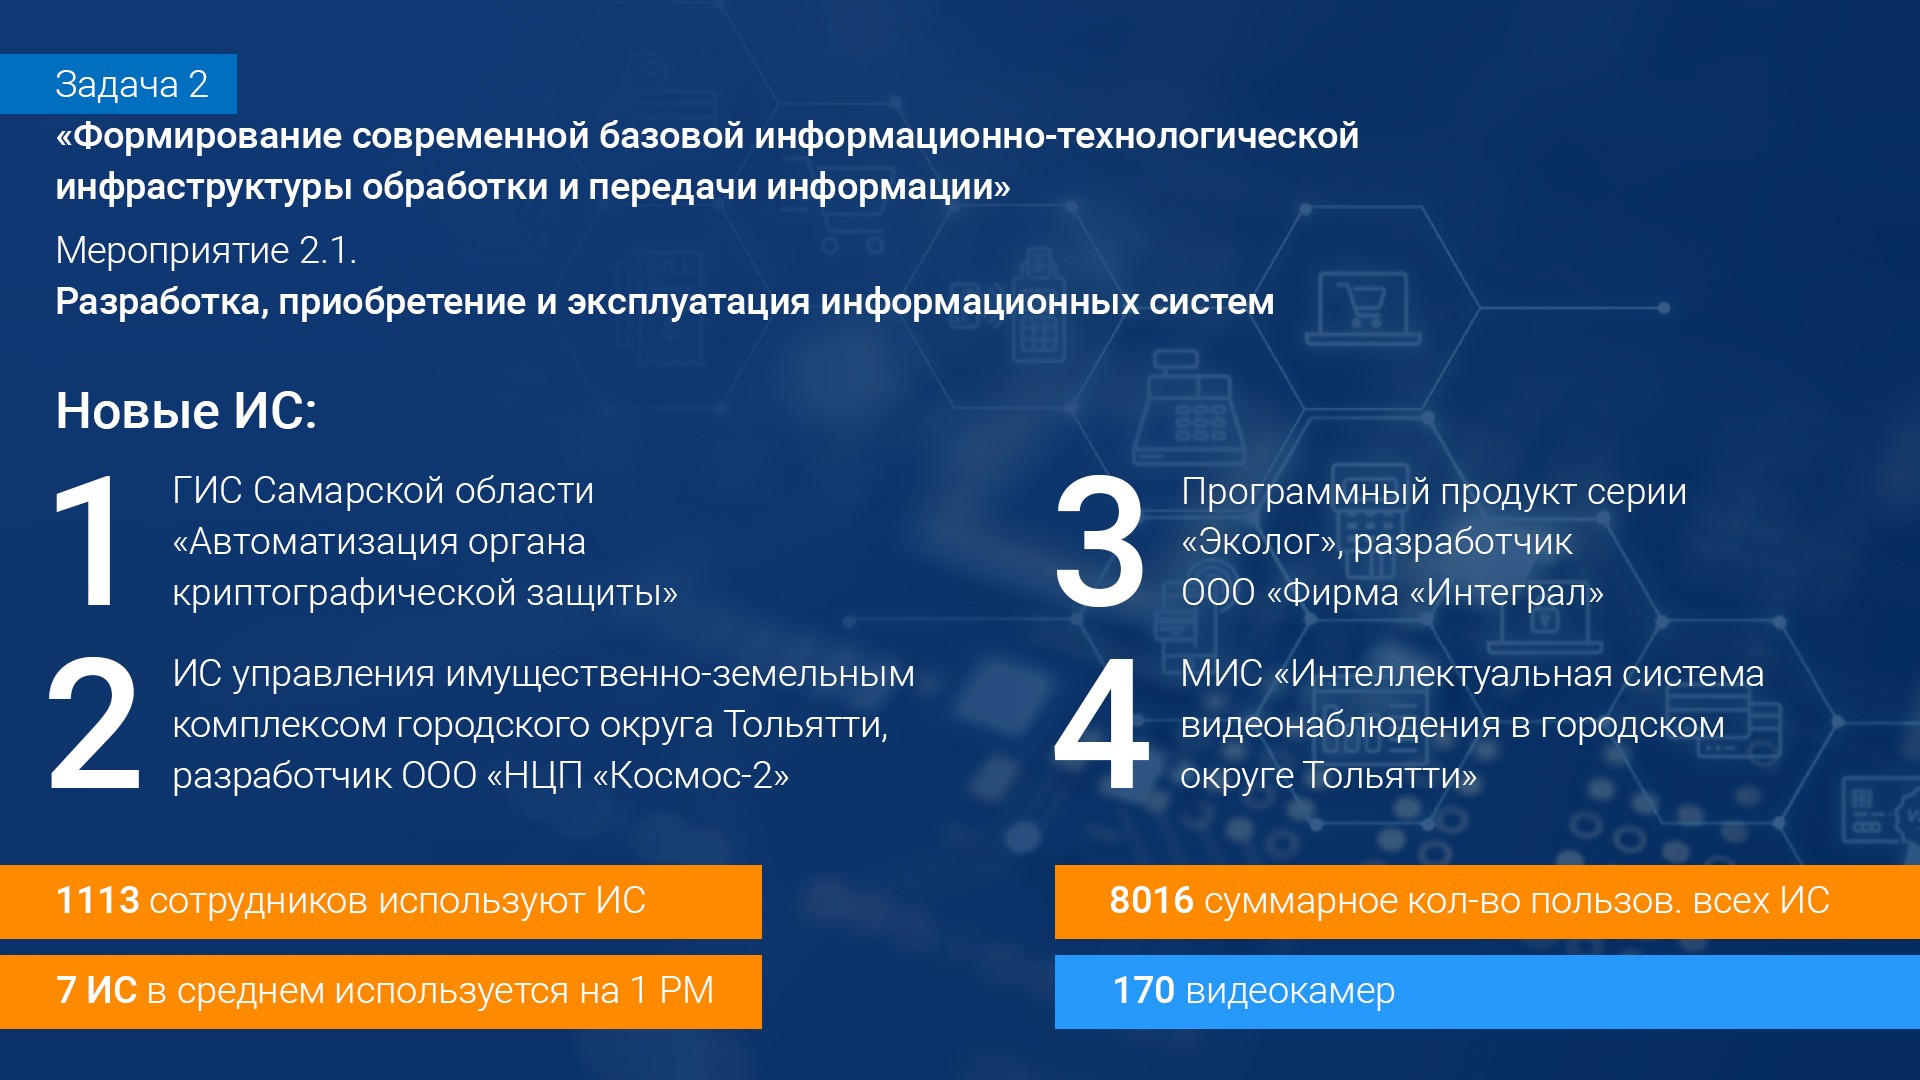 Задача 2
«Формирование современной базовой информационно-технологической
инфраструктуры обработки и передачи информации»
Мероприятие 2.1.
Разработка, приобретение и эксплуатация информационных систем
Новые ИС:
1
ГИС Самарской области
«Автоматизация органа
криптографической защиты»
2
ИС управления имущественно-земельным
комплексом городского округа Тольятти,
разработчик ООО «НЦП «Космос-2»
3
Программный продукт серии
«Эколог», разработчик
ООО «Фирма «Интеграл»
4
МИС «Интеллектуальная система
видеонаблюдения в городском
округе Тольятти»
1113 сотрудников используют ИС
7 ИС в среднем используется на 1 РМ
8016 суммарное кол-во пользов. всех ИС
170 видеокамер
BILL